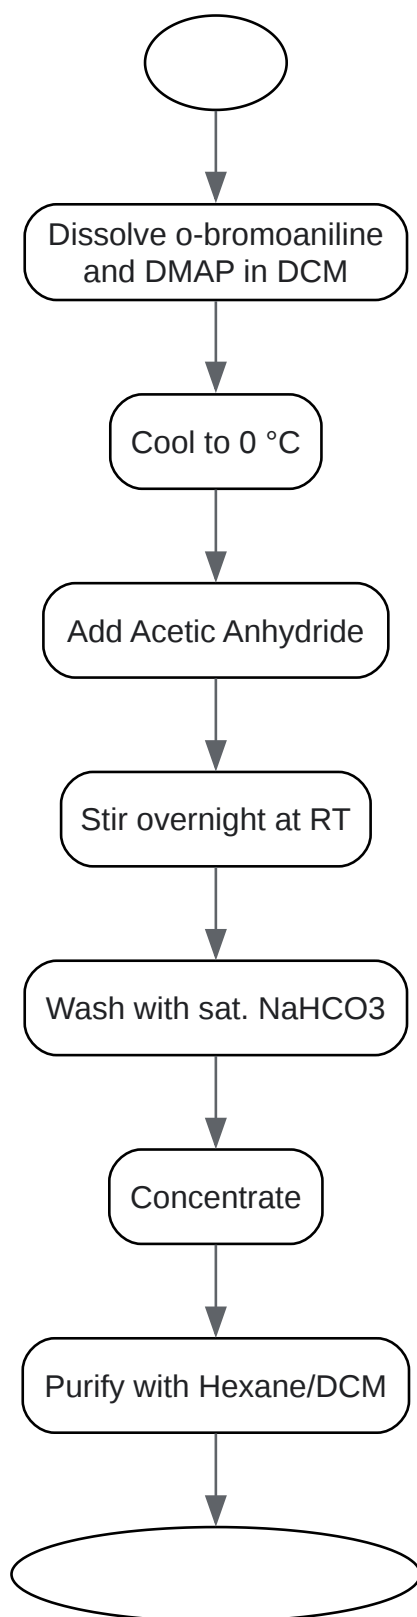 Dissolve o-bromoaniline
and DMAP in DCM
Cool to 0 °C
Add Acetic Anhydride
Stir overnight at RT
Wash with sat. NaHCO3
Concentrate
Purify with Hexane/DCM